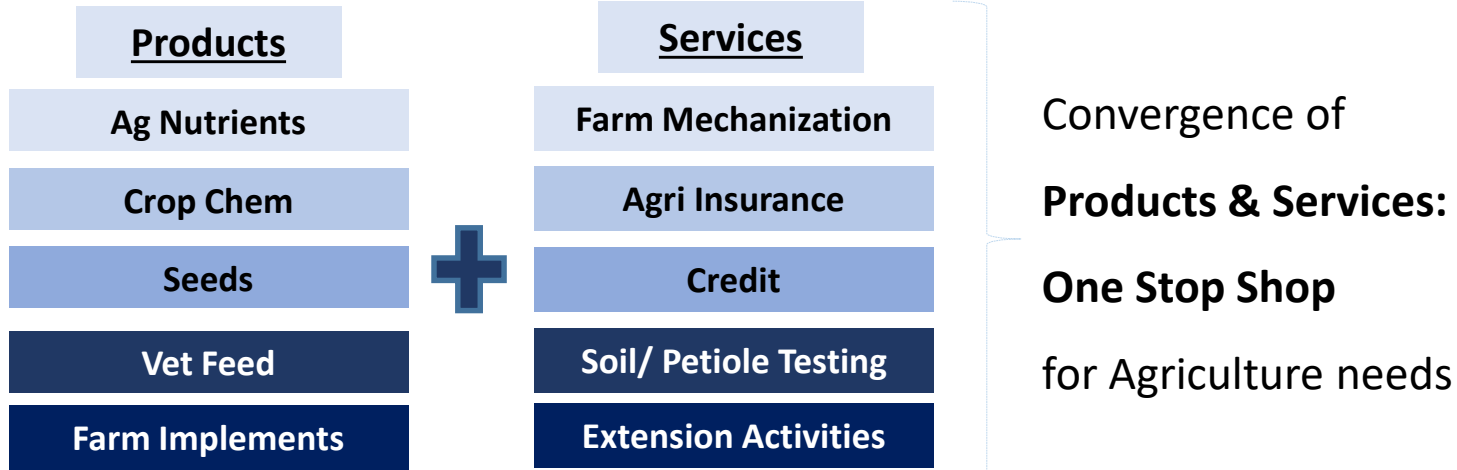 Products
Ag Nutrients
Crop Chem
Seeds
Vet Feed
Farm Implements
Services
Farm Mechanization
Agri Insurance
Credit
Soil/ Petiole Testing
Extension Activities
Convergence of
Products & Services:
One Stop Shop
for Agriculture needs